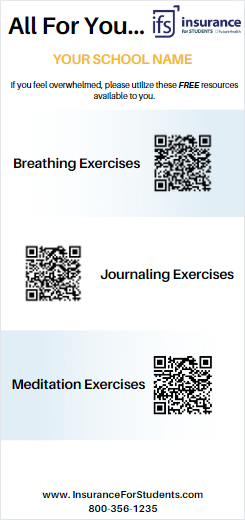 All For You...
ifs insurance
for STUDENTS
YOUR SCHOOL NAME
If you feel overwhelmed, please utilize these FREE resources
available to you.
Breathing Exercises
Journaling Exercises
Meditation Exercises
www.InsuranceForStudents.com
800-356-1235